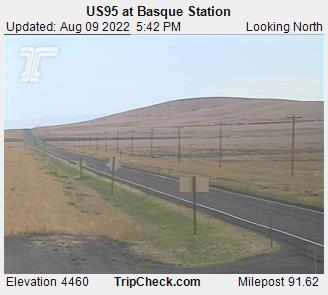 US95 at Basque Station
Updated: Aug 09 2022 5:42 PM Looking North
Elevation 4460 TripCheck.com Milepost 91.62